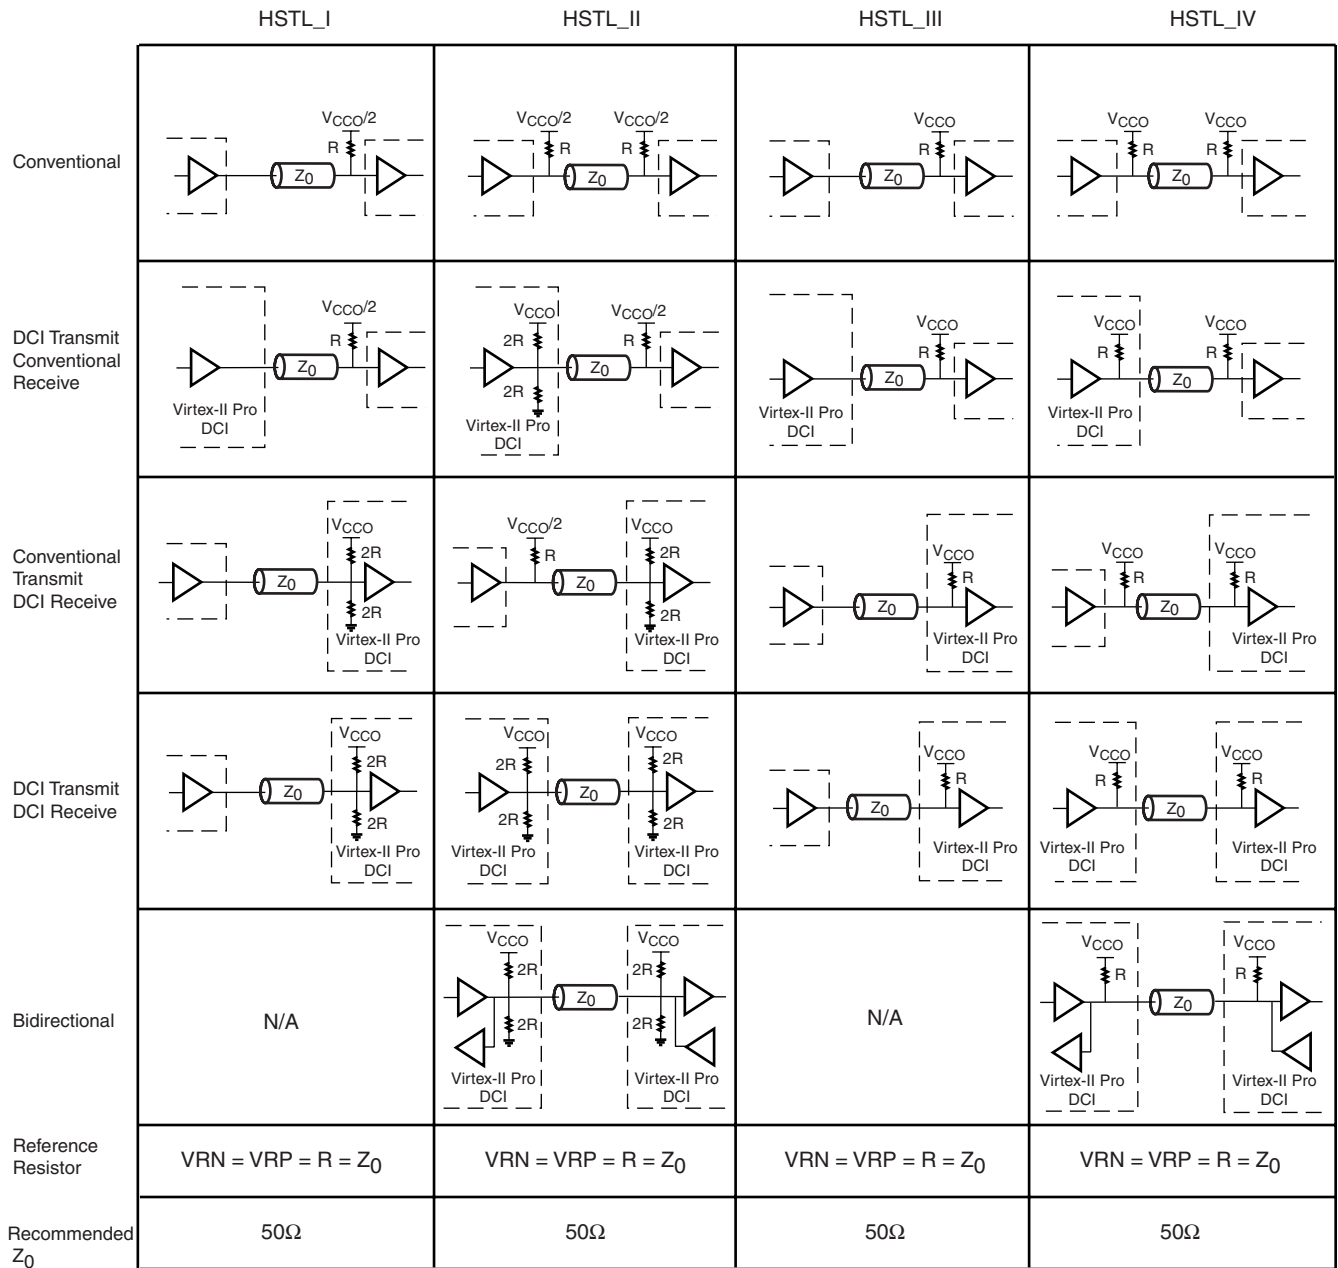 HSTL_I HSTL_II HSTL_III HSTL_IV
Conventional
VCCO/2 R Z0
VCCO/2 R Z0 VCCO/2 R
Z0 VCCO R
VCCO R Z0 VCCO R
DCI Transmit
Conventional
Receive
Virtex-II Pro
DCI
Z0 VCCO/2 R
VCCO 2R 2R
Virtex-II Pro
DCI
Z0 VCCO/2 R
Virtex-II Pro
DCI
Z0 VCCO R
VCCO R
Virtex-II Pro
DCI
Z0 VCCO R
Conventional
Transmit
DCI Receive
Z0 VCCO 2R 2R
Virtex-II Pro
DCI
VCCO/2 R Z0 VCCO 2R 2R
Virtex-II Pro
DCI
Z0 VCCO R
Virtex-II Pro
DCI
VCCO R Z0 VCCO R
Virtex-II Pro
DCI
DCI Transmit
DCI Receive
Z0 VCCO 2R 2R
Virtex-II Pro
DCI
VCCO 2R 2R
Virtex-II Pro
DCI
Z0 VCCO 2R 2R
Virtex-II Pro
DCI
Z0 VCCO R
Virtex-II Pro
DCI
VCCO R
Virtex-II Pro
DCI
Z0 VCCO R
Virtex-II Pro
DCI
Bidirectional
N/A
VCCO 2R 2R
Virtex-II Pro
DCI
Z0 VCCO 2R 2R
Virtex-II Pro
DCI
N/A
VCCO R
Virtex-II Pro
DCI
Z0 VCCO R
Virtex-II Pro
DCI
Reference
Resistor
VRN = VRP = R = Z0 VRN = VRP = R = Z0 VRN = VRP = R = Z0 VRN = VRP = R = Z0
Recommended
Z0
50Ω 50Ω 50Ω 50Ω